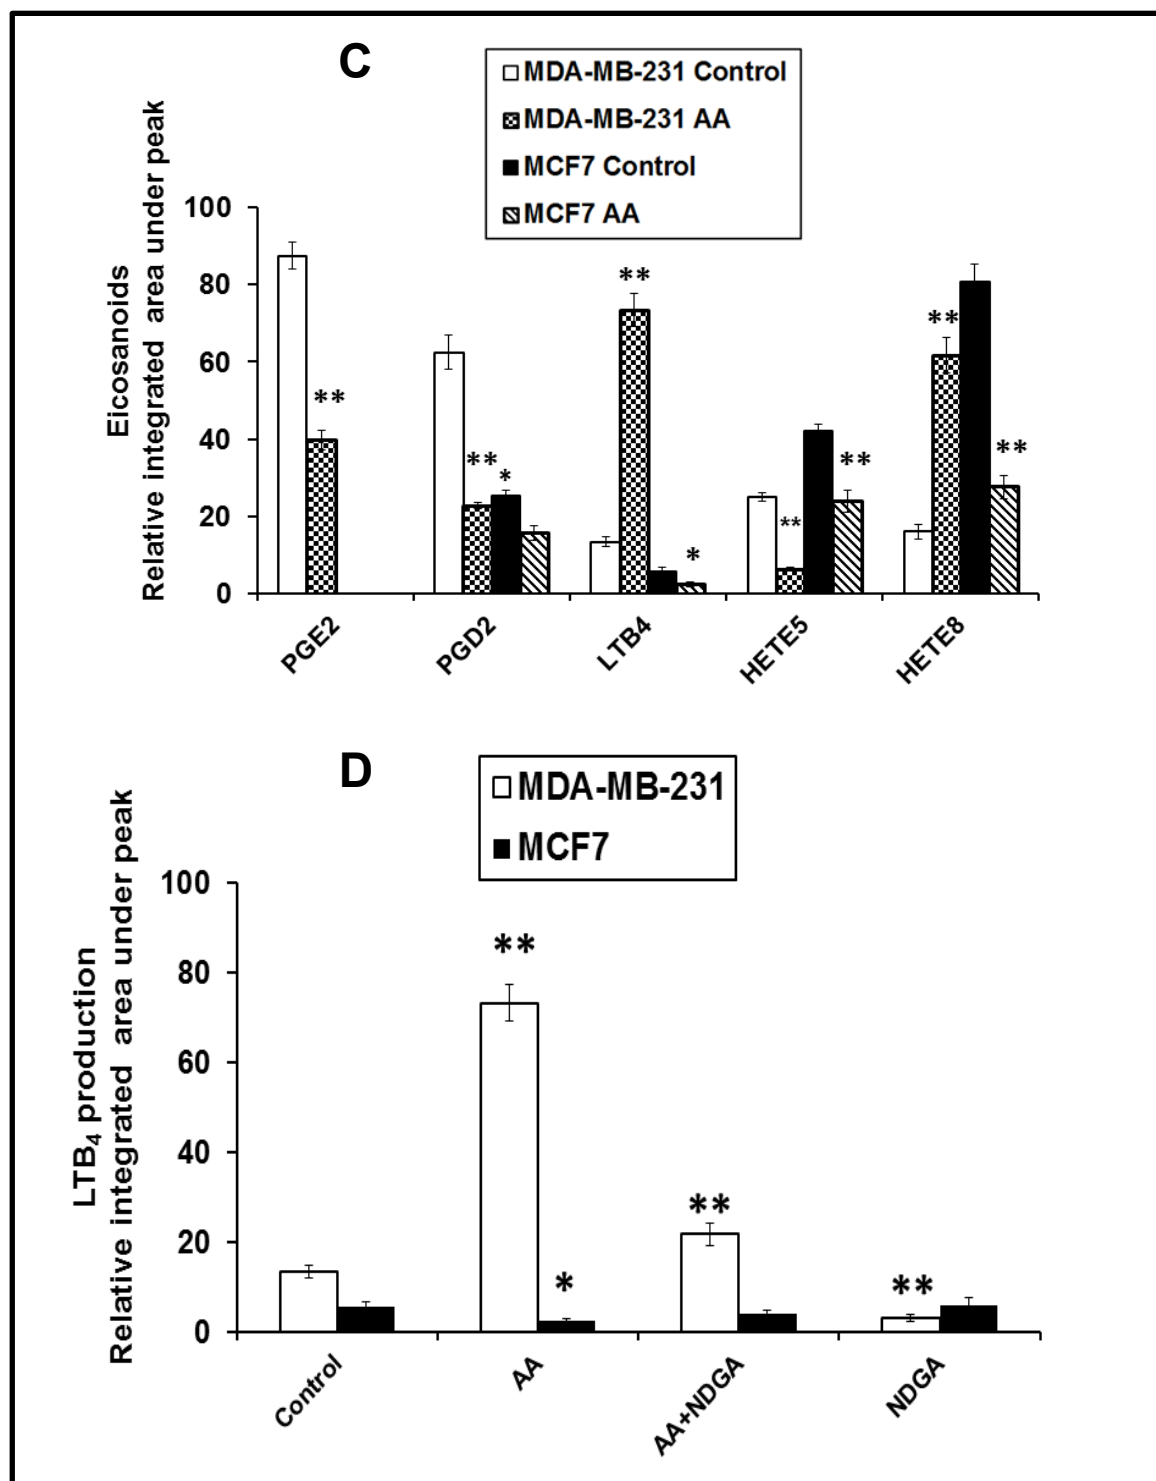 C
MDA-MB-231 Control
MDA-MB-231 AA
MCF7 Control
MCF7 AA
Eicosanoids
Relative integrated area under peak
100
80
60
40
20
0
**
**
*
**
*
**
**
**
**
PGE2
PGD2
LTB4
HETE5
HETE8
D
MDA-MB-231
MCF7
LTB₄ production
Relative integrated area under peak
100
80
60
40
20
0
**
*
**
**
Control
AA
AA+NDGA
NDGA